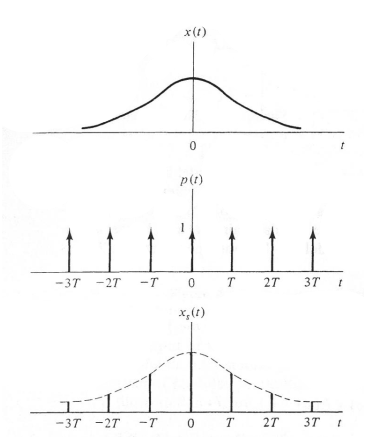 x(t)
0 t
p(t)
1
-3T -2T -T 0 T 2T 3T t
x_s(t)
-3T -2T -T 0 T 2T 3T t